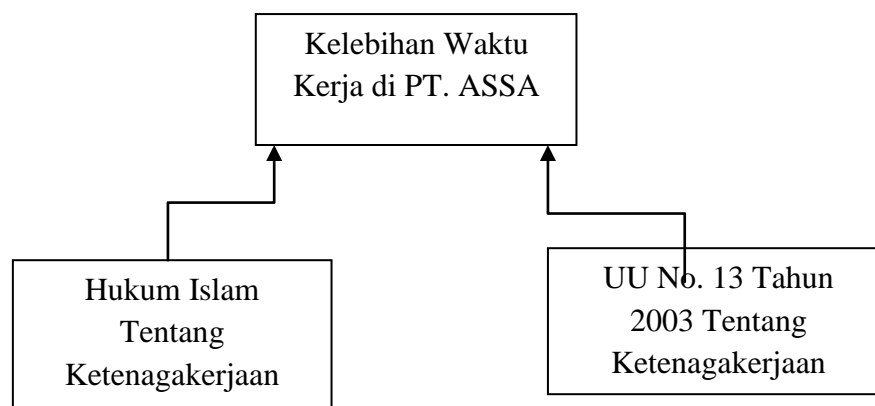 Kelebihan Waktu
Kerja di PT. ASSA
Hukum Islam
Tentang
Ketenagakerjaan
UU No. 13 Tahun
2003 Tentang
Ketenagakerjaan